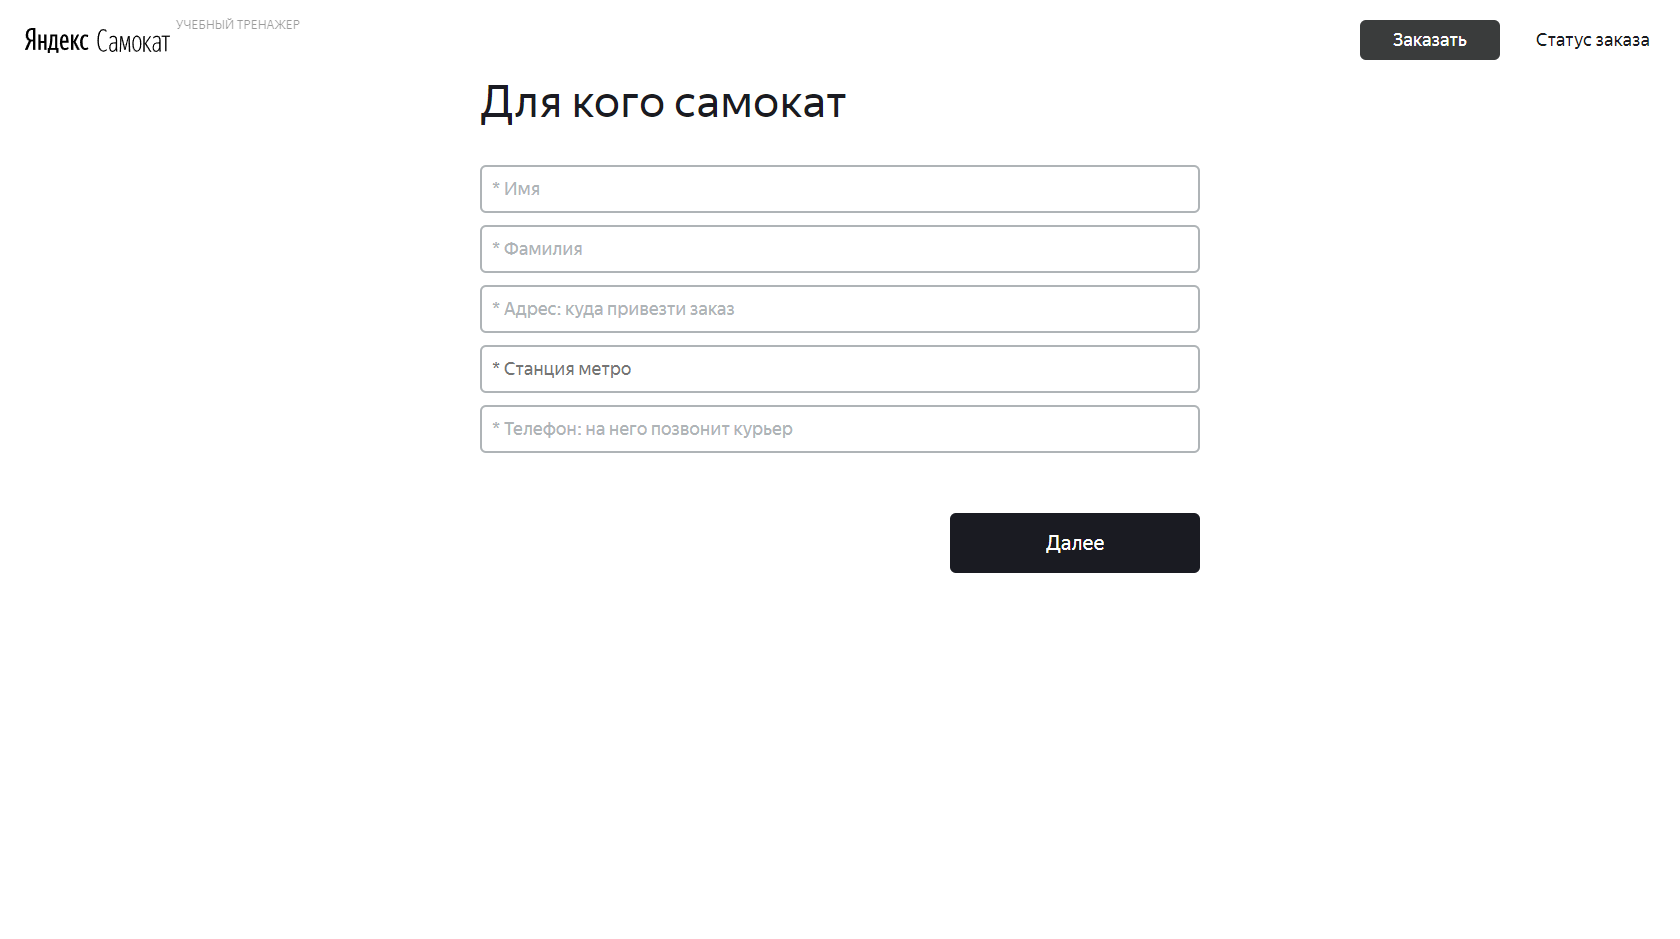 Яндекс Самокат
УЧЕБНЫЙ ТРЕНАЖЕР
Заказать
Статус заказа
Для кого самокат
* Имя
* Фамилия
* Адрес: куда привезти заказ
* Станция метро
* Телефон: на него позвонит курьер
Далее